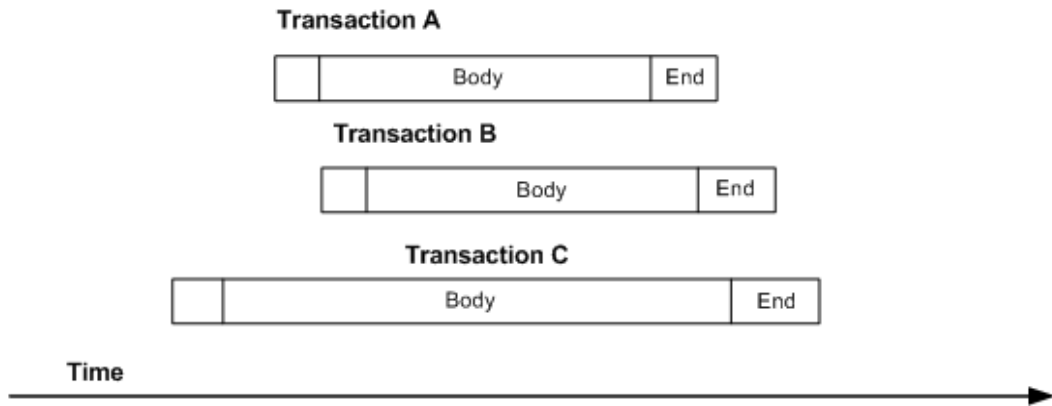 Transaction A
Body End
Transaction B
Body End
Transaction C
Body End
Time